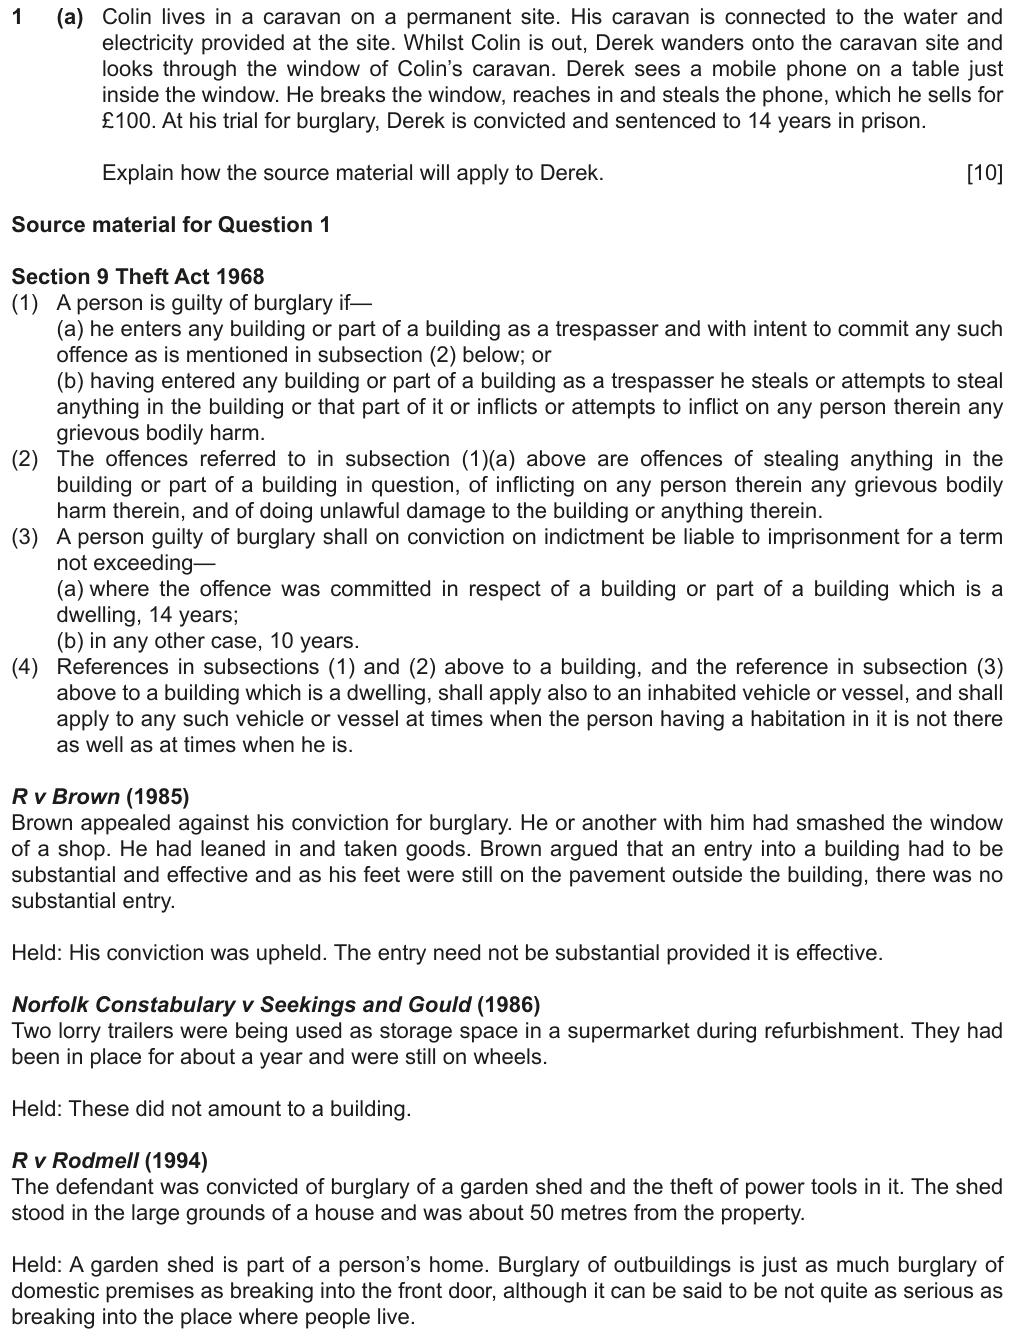 1 (a) Colin lives in a caravan on a permanent site. His caravan is connected to the water and
electricity provided at the site. Whilst Colin is out, Derek wanders onto the caravan site and
looks through the window of Colin’s caravan. Derek sees a mobile phone on a table just
inside the window. He breaks the window, reaches in and steals the phone, which he sells for
£100. At his trial for burglary, Derek is convicted and sentenced to 14 years in prison.
Explain how the source material will apply to Derek. [10]
Source material for Question 1
Section 9 Theft Act 1968
(1) A person is guilty of burglary if—
(a) he enters any building or part of a building as a trespasser and with intent to commit any such
offence as is mentioned in subsection (2) below; or
(b) having entered any building or part of a building as a trespasser he steals or attempts to steal
anything in the building or that part of it or inflicts or attempts to inflict on any person therein any
grievous bodily harm.
(2) The offences referred to in subsection (1)(a) above are offences of stealing anything in the
building or part of a building in question, of inflicting on any person therein any grievous bodily
harm therein, and of doing unlawful damage to the building or anything therein.
(3) A person guilty of burglary shall on conviction on indictment be liable to imprisonment for a term
not exceeding—
(a) where the offence was committed in respect of a building or part of a building which is a
dwelling, 14 years;
(b) in any other case, 10 years.
(4) References in subsections (1) and (2) above to a building, and the reference in subsection (3)
above to a building which is a dwelling, shall apply also to an inhabited vehicle or vessel, and shall
apply to any such vehicle or vessel at times when the person having a habitation in it is not there
as well as at times when he is.
R v Brown (1985)
Brown appealed against his conviction for burglary. He or another with him had smashed the window
of a shop. He had leaned in and taken goods. Brown argued that an entry into a building had to be
substantial and effective and as his feet were still on the pavement outside the building, there was no
substantial entry.
Held: His conviction was upheld. The entry need not be substantial provided it is effective.
Norfolk Constabulary v Seekings and Gould (1986)
Two lorry trailers were being used as storage space in a supermarket during refurbishment. They had
been in place for about a year and were still on wheels.
Held: These did not amount to a building.
R v Rodmell (1994)
The defendant was convicted of burglary of a garden shed and the theft of power tools in it. The shed
stood in the large grounds of a house and was about 50 metres from the property.
Held: A garden shed is part of a person’s home. Burglary of outbuildings is just as much burglary of
domestic premises as breaking into the front door, although it can be said to be not quite as serious as
breaking into the place where people live.